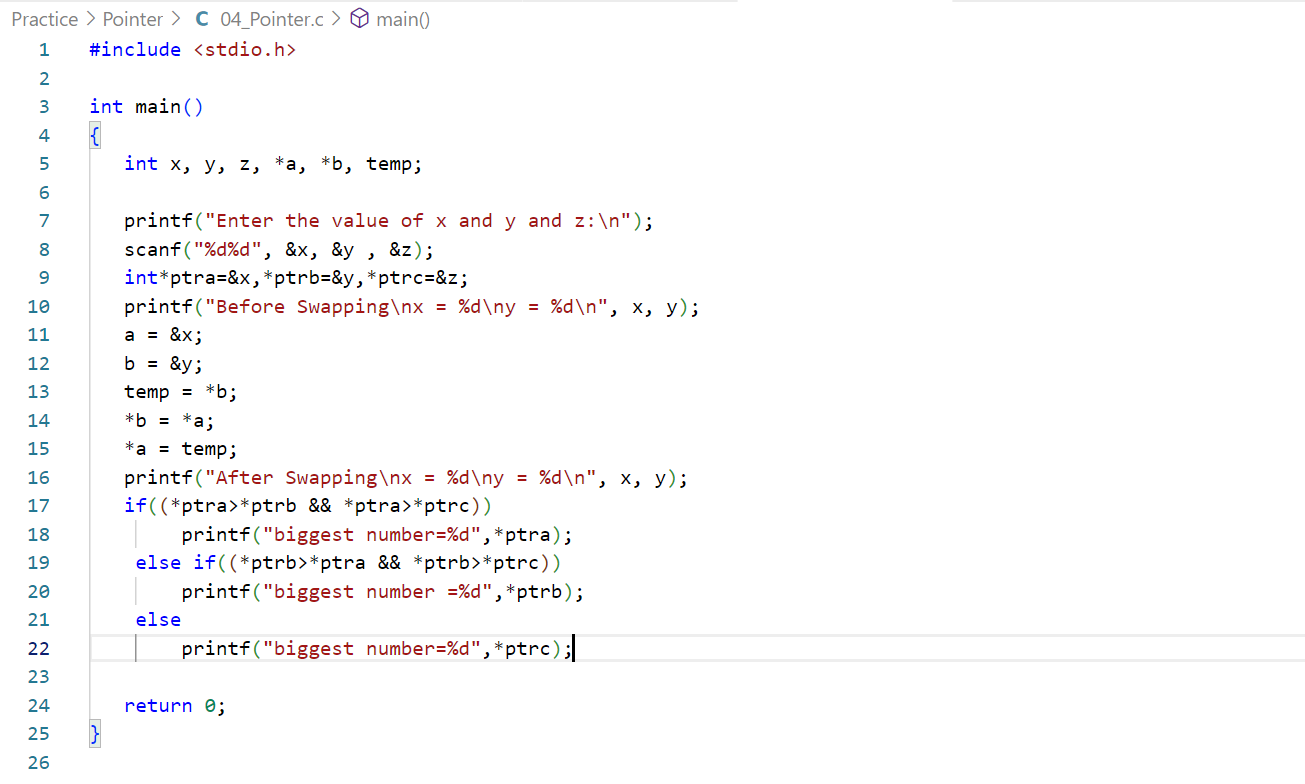 Practice > Pointer > C 04_Pointer.c > main()
1 #include <stdio.h>
2
3 int main()
4 {
5 int x, y, z, *a, *b, temp;
6
7 printf("Enter the value of x and y and z:\n");
8 scanf("%d%d", &x, &y , &z);
9 int*ptra=&x,*ptrb=&y,*ptrc=&z;
10 printf("Before Swapping\nx = %d\ny = %d\n", x, y);
11 a = &x;
12 b = &y;
13 temp = *b;
14 *b = *a;
15 *a = temp;
16 printf("After Swapping\nx = %d\ny = %d\n", x, y);
17 if((*ptra>*ptrb && *ptra>*ptrc))
18 printf("biggest number=%d",*ptra);
19 else if((*ptrb>*ptra && *ptrb>*ptrc))
20 printf("biggest number =%d",*ptrb);
21 else
22 printf("biggest number=%d",*ptrc);
23
24 return 0;
25 }
26